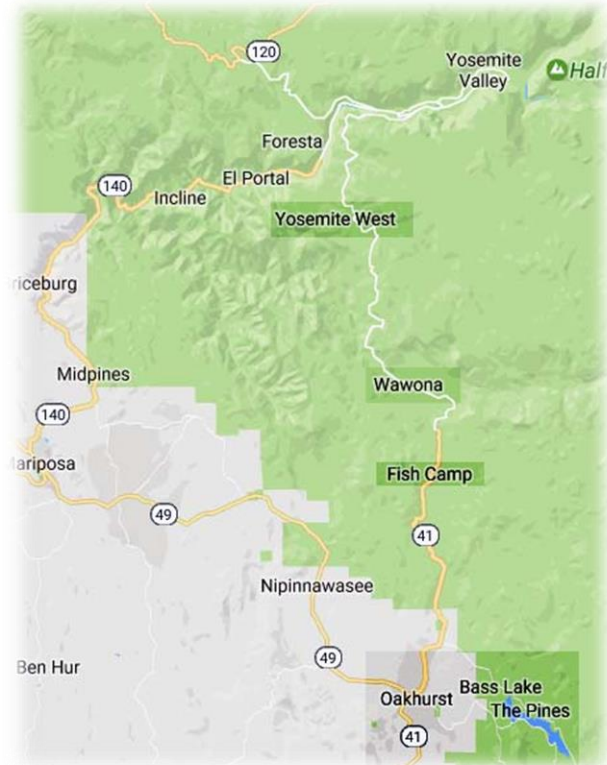 120
Yosemite
Valley
Half
Foresta
El Portal
140
Incline
Yosemite West
riceburg
Midpines
Wawona
140
Mariposa
Fish Camp
49
41
Nipinnawasee
49
Ben Hur
Bass Lake
Oakhurst
The Pines
41